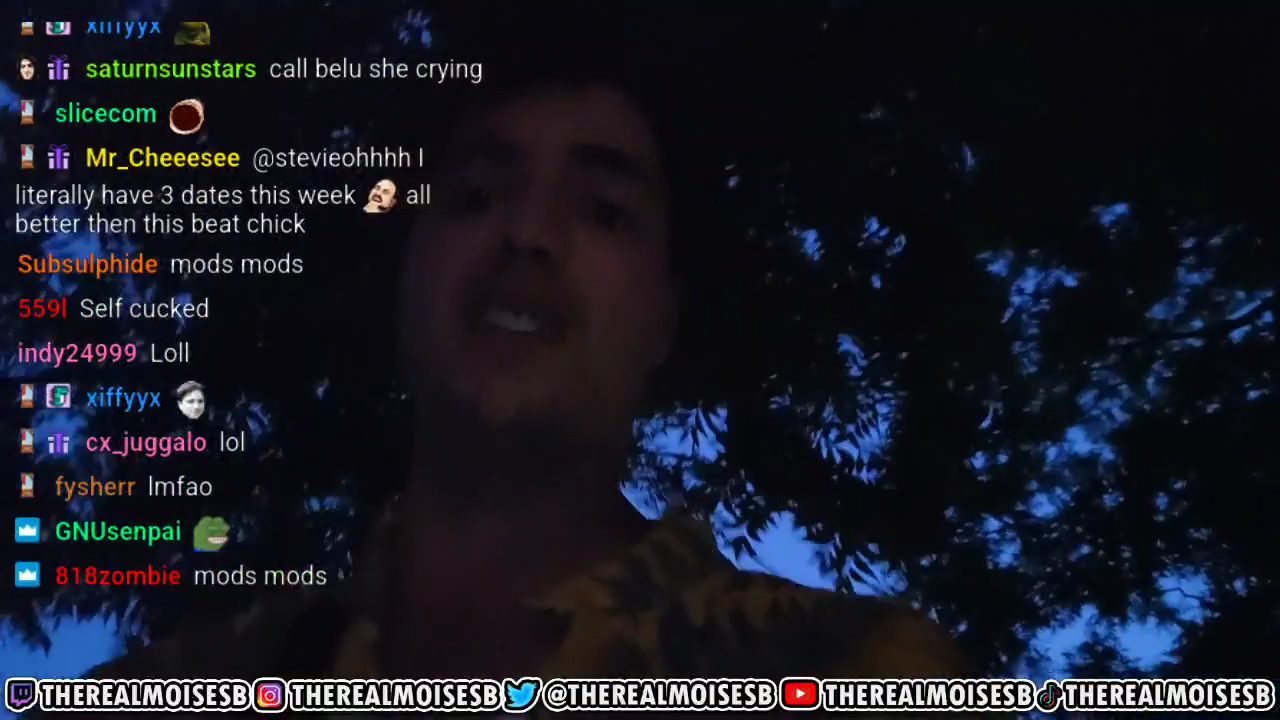 xiffyyx
saturnsunstars call belu she crying
slicecom
Mr_Cheeesee @stevieohhhh I
literally have 3 dates this week all
better then this beat chick
Subsulphide mods mods
559l Self cucked
indy24999 Loll
xiffyyx
cx_juggalo lol
fysherr lmfao
GNUsenpai
818zombie mods mods
THEREALMOISESB THEREALMOISESB @THEREALMOISESB THEREALMOISESB THEREALMOISESB